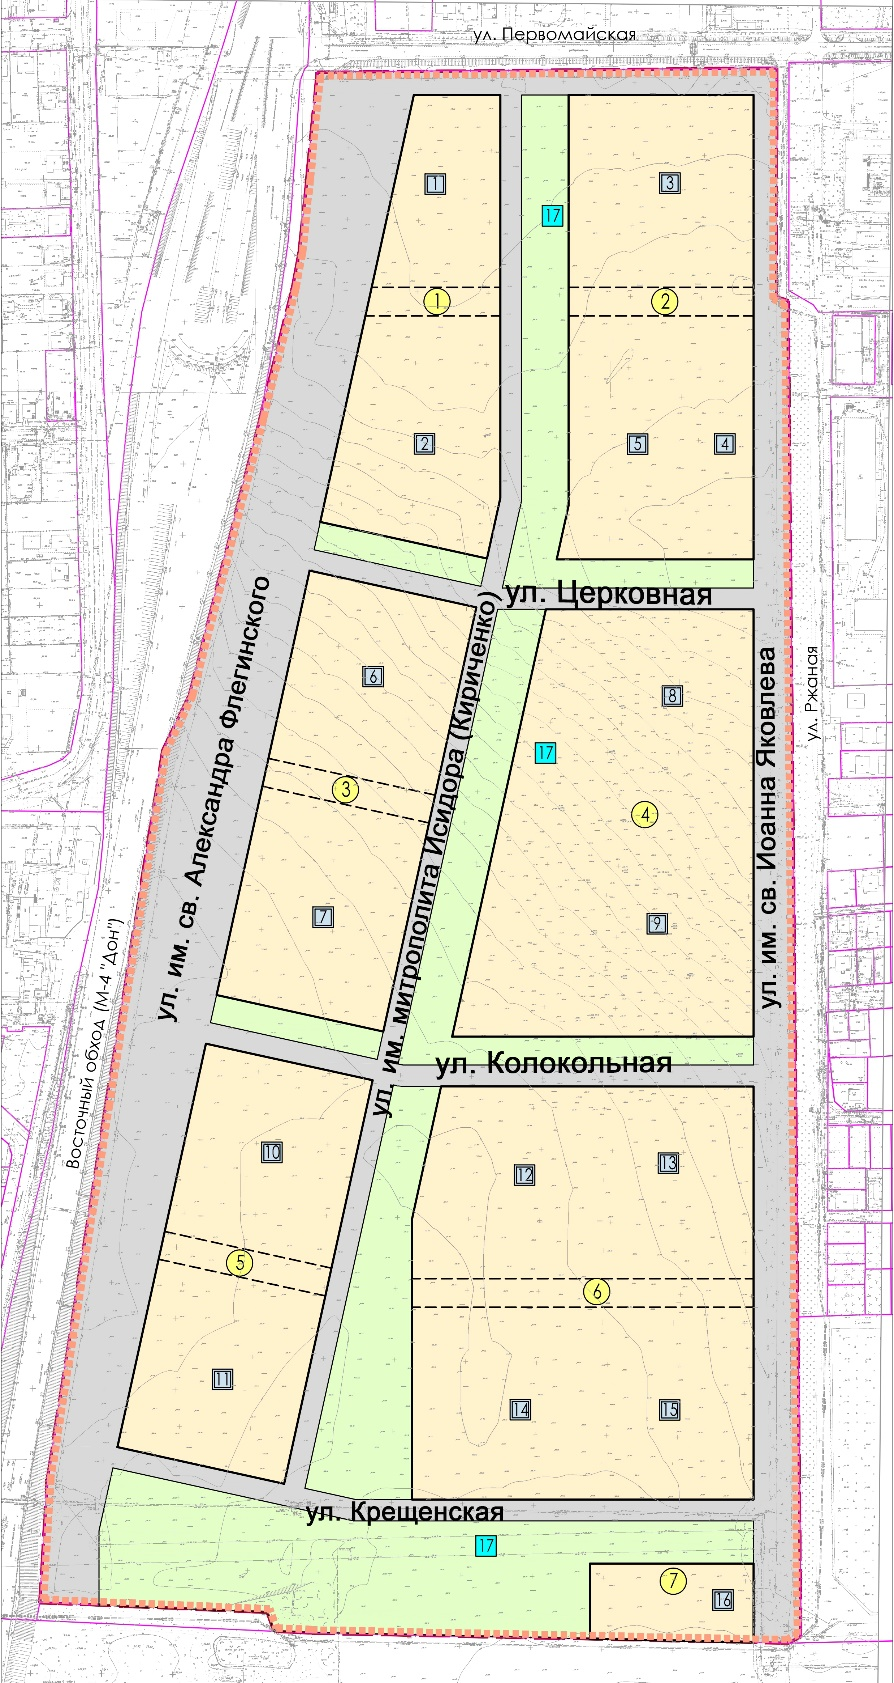 ул. Первомайская
1
3
17
1
2
2
5
4
ул. Церковная
6
8
17
3
4
7
9
ул. им. св. Александра Флегинского
ул. им. митрополита Исидора (Кириченко)
ул. им. св. Иоанна Яковлева
ул. Ржаная
Восточный обход (М-4 "Дон")
ул. Колокольная
10
12
13
5
6
11
14
15
ул. Крещенская
17
7
16